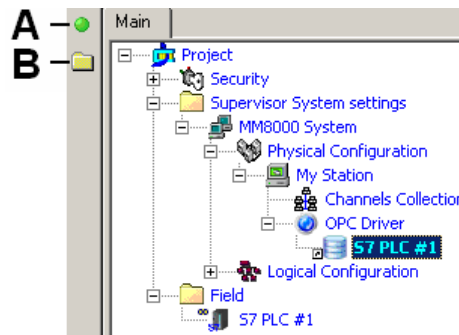 A
Main
B
Project
Security
Supervisor System settings
MM8000 System
Physical Configuration
My Station
Channels Collection
OPC Driver
S7 PLC #1
Logical Configuration
Field
S7 PLC #1